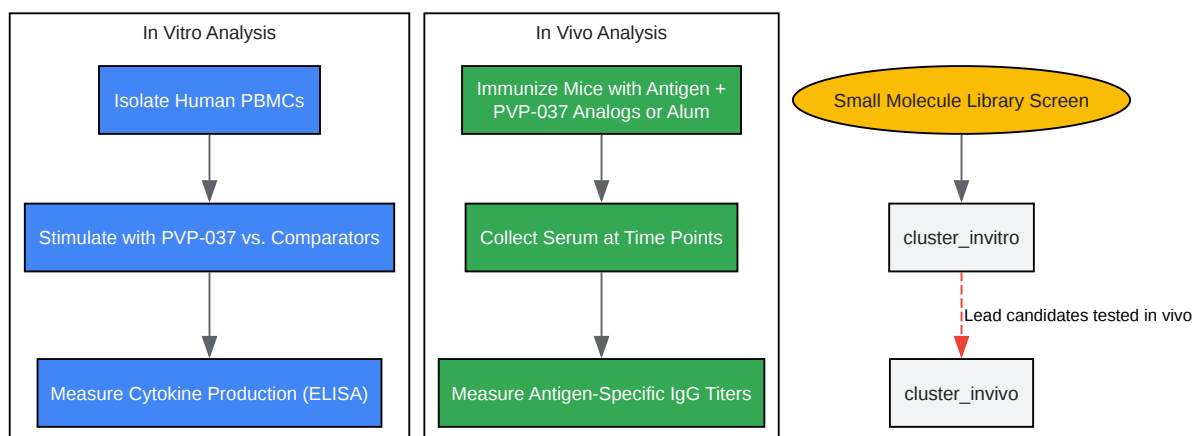 In Vitro Analysis
Isolate Human PBMCs
Stimulate with PVP-037 vs. Comparators
Measure Cytokine Production (ELISA)
In Vivo Analysis
Immunize Mice with Antigen +
PVP-037 Analogs or Alum
Collect Serum at Time Points
Measure Antigen-Specific IgG Titers
Small Molecule Library Screen
cluster_invitro
Lead candidates tested in vivo
cluster_invivo